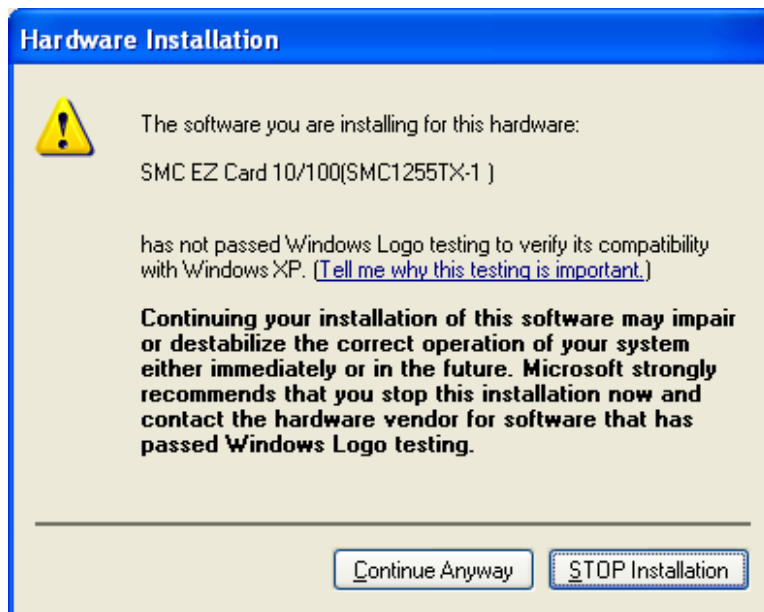 Hardware Installation
The software you are installing for this hardware:
SMC EZ Card 10/100(SMC1255TX-1 )
has not passed Windows Logo testing to verify its compatibility
with Windows XP. (Tell me why this testing is important.)
Continuing your installation of this software may impair
or destabilize the correct operation of your system
either immediately or in the future. Microsoft strongly
recommends that you stop this installation now and
contact the hardware vendor for software that has
passed Windows Logo testing.
Continue Anyway STOP Installation